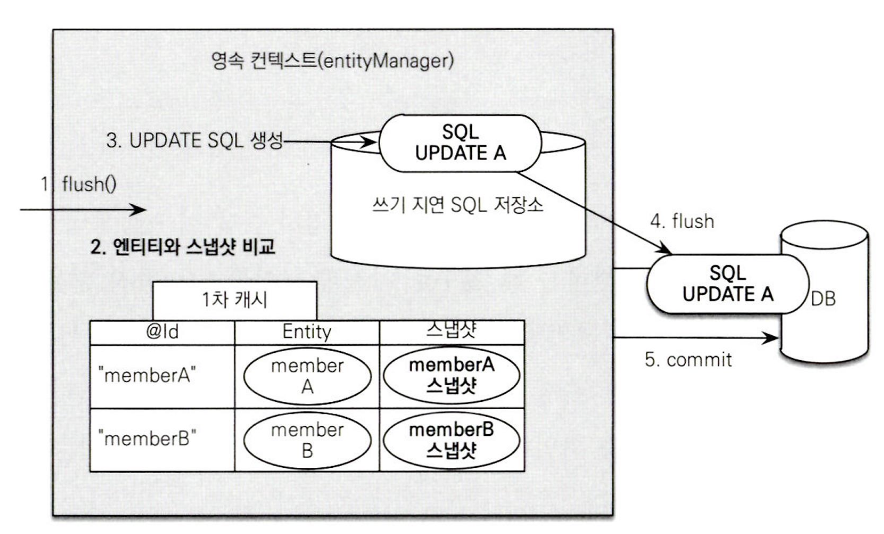 영속 컨텍스트(entityManager)
3. UPDATE SQL 생성
SQL
UPDATE A
1. flush()
쓰기 지연 SQL 저장소
4. flush
2. 엔티티와 스냅샷 비교
SQL
UPDATE A
DB
1차 캐시
@Id Entity 스냅샷
5. commit
"memberA" member
A memberA
스냅샷
"memberB" member
B memberB
스냅샷